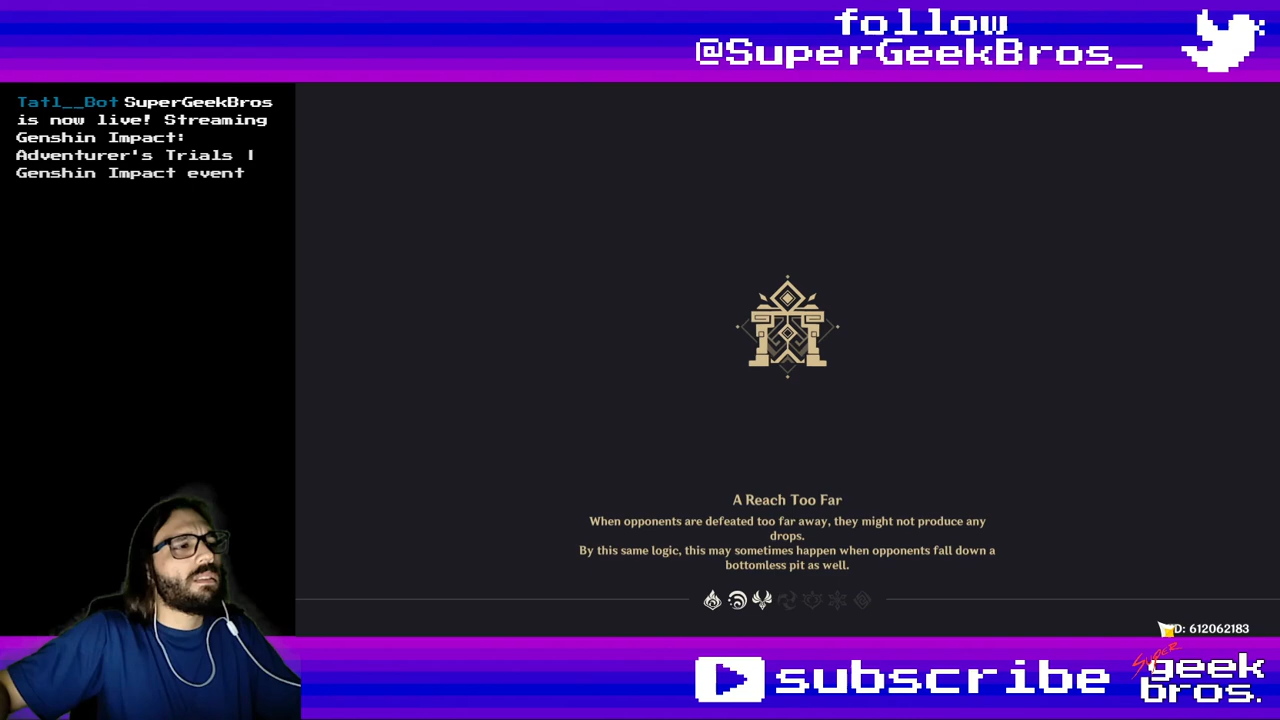 follow
@SuperGeekBros_
Tatl__Bot SuperGeekBros
is now live! Streaming
Genshin Impact:
Adventurer's Trials |
Genshin Impact event
A Reach Too Far
When opponents are defeated too far away, they might not produce any
drops.
By this same logic, this may sometimes happen when opponents fall down a
bottomless pit as well.
D: 612062183
subscribe
SUPER
geek
bros.